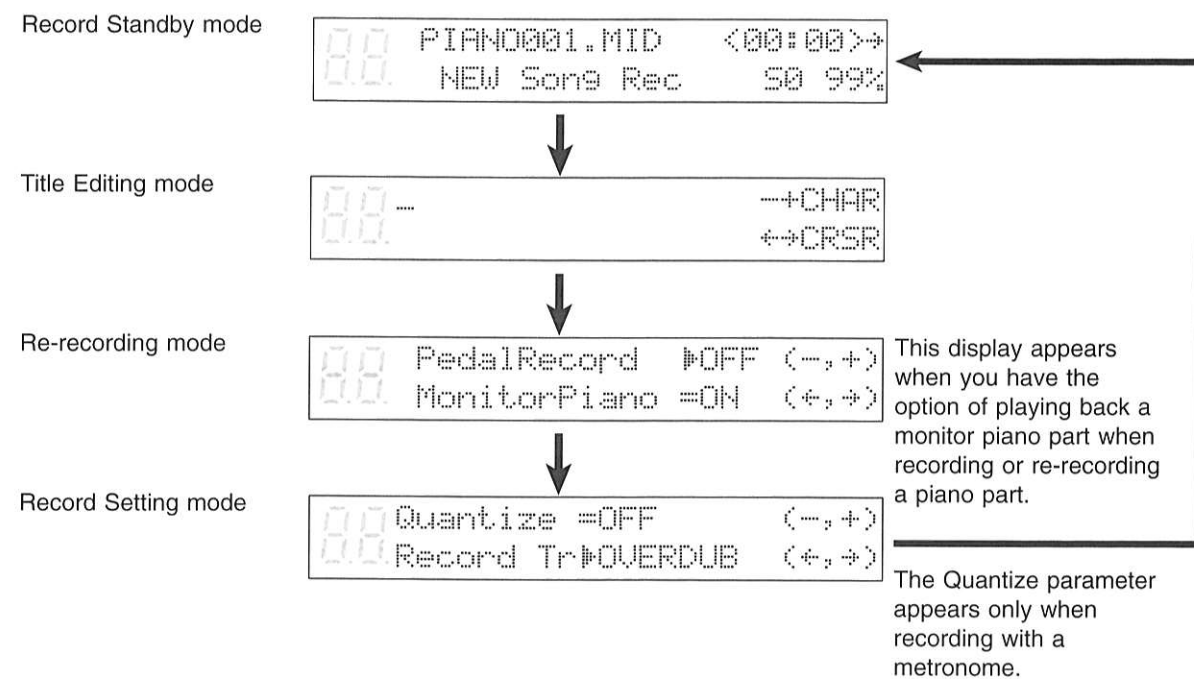 Record Standby mode
PIANO001.MID <00:00>→
NEW Song Rec S0 99%
Title Editing mode
_ -+CHAR
←→CRSR
Re-recording mode
PedalRecord ▶OFF (-,+)
MonitorPiano =ON (←,→)
This display appears
when you have the
option of playing back a
monitor piano part when
recording or re-recording
a piano part.
Record Setting mode
Quantize =OFF (-,+)
Record Tr▶OVERDUB (←,→)
The Quantize parameter
appears only when
recording with a
metronome.